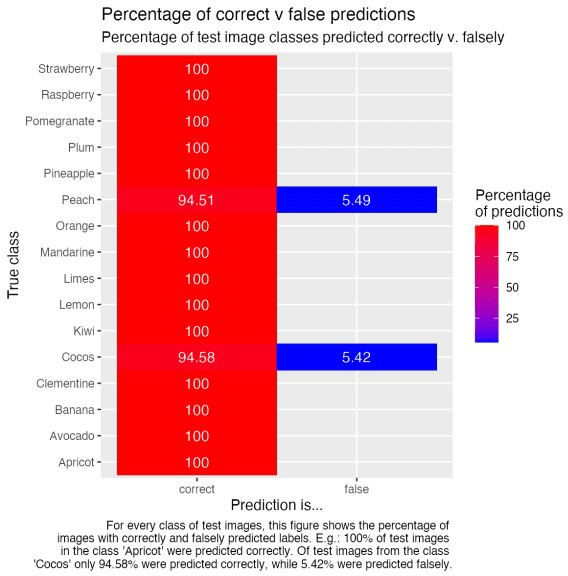 Percentage of correct v false predictions
Percentage of test image classes predicted correctly v. falsely
True class
Strawberry 100
Raspberry 100
Pomegranate 100
Plum 100
Pineapple 100
Peach 94.51 5.49
Orange 100
Mandarine 100
Limes 100
Lemon 100
Kiwi 100
Cocos 94.58 5.42
Clementine 100
Banana 100
Avocado 100
Apricot 100
correct false
Prediction is...
Percentage
of predictions
100
75
50
25
For every class of test images, this figure shows the percentage of
images with correctly and falsely predicted labels. E.g.: 100% of test images
in the class 'Apricot' were predicted correctly. Of test images from the class
'Cocos' only 94.58% were predicted correctly, while 5.42% were predicted falsely.